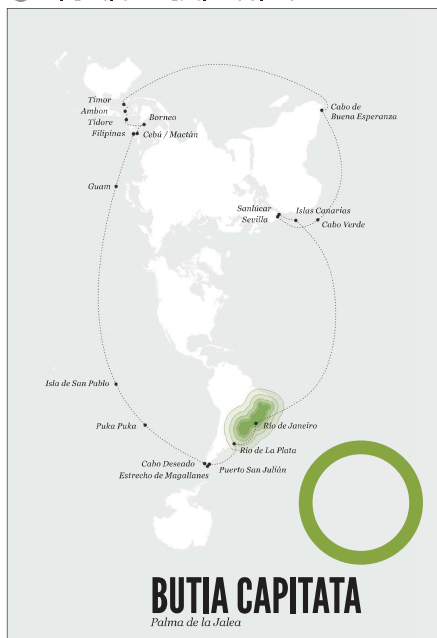 Timor
Ambon
Tidore
Borneo
Filipinas
Cebú / Mactán
Cabo de
Buena Esperanza
Guam
Sanlúcar
Sevilla
Islas Canarias
Cabo Verde
Isla de San Pablo
Puka Puka
Rio de Janeiro
Rio de La Plata
Cabo Deseado
Estrecho de Magallanes
Puerto San Julián
BUTIA CAPITATA
Palma de la Jalea